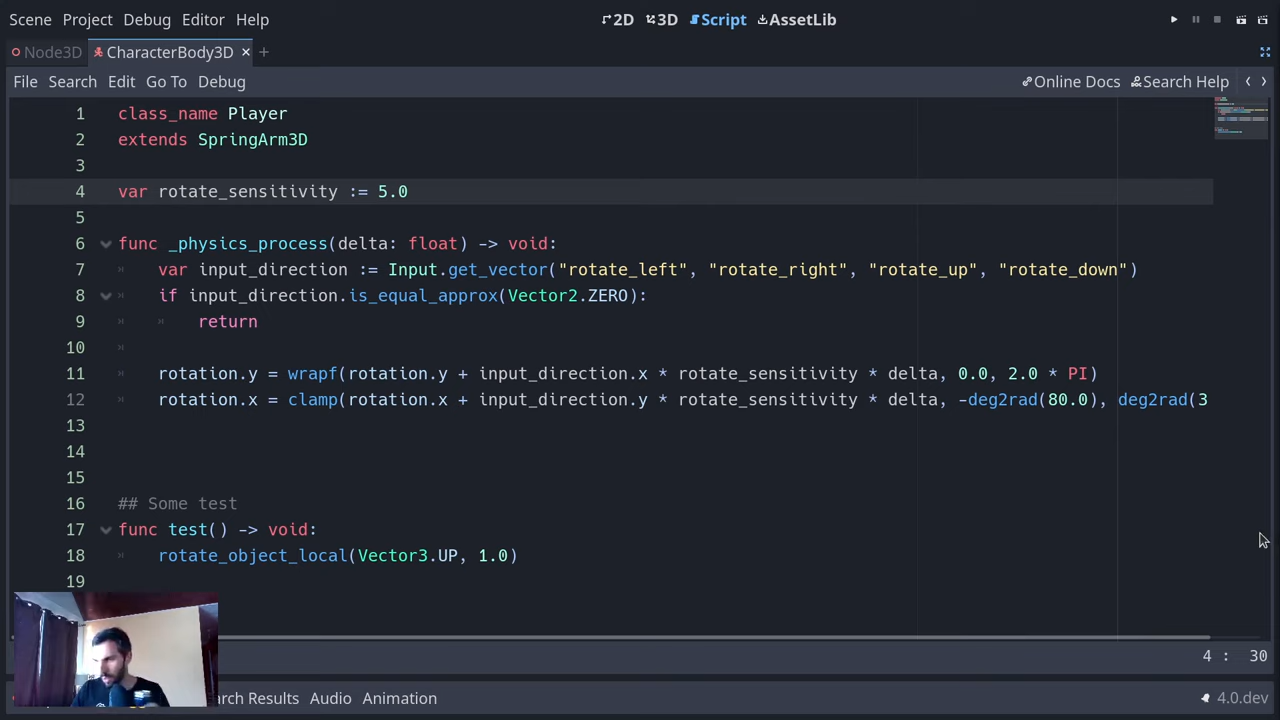 Scene Project Debug Editor Help 2D 3D Script AssetLib
Node3D CharacterBody3D
File Search Edit Go To Debug Online Docs Search Help
1 class_name Player
2 extends SpringArm3D
3
4 var rotate_sensitivity := 5.0
5
6 func _physics_process(delta: float) -> void:
7 var input_direction := Input.get_vector("rotate_left", "rotate_right", "rotate_up", "rotate_down")
8 if input_direction.is_equal_approx(Vector2.ZERO):
9 return
10
11 rotation.y = wrapf(rotation.y + input_direction.x * rotate_sensitivity * delta, 0.0, 2.0 * PI)
12 rotation.x = clamp(rotation.x + input_direction.y * rotate_sensitivity * delta, -deg2rad(80.0), deg2rad(3
13
14
15
16 ## Some test
17 func test() -> void:
18 rotate_object_local(Vector3.UP, 1.0)
19
4 : 30
arch Results Audio Animation 4.0.dev